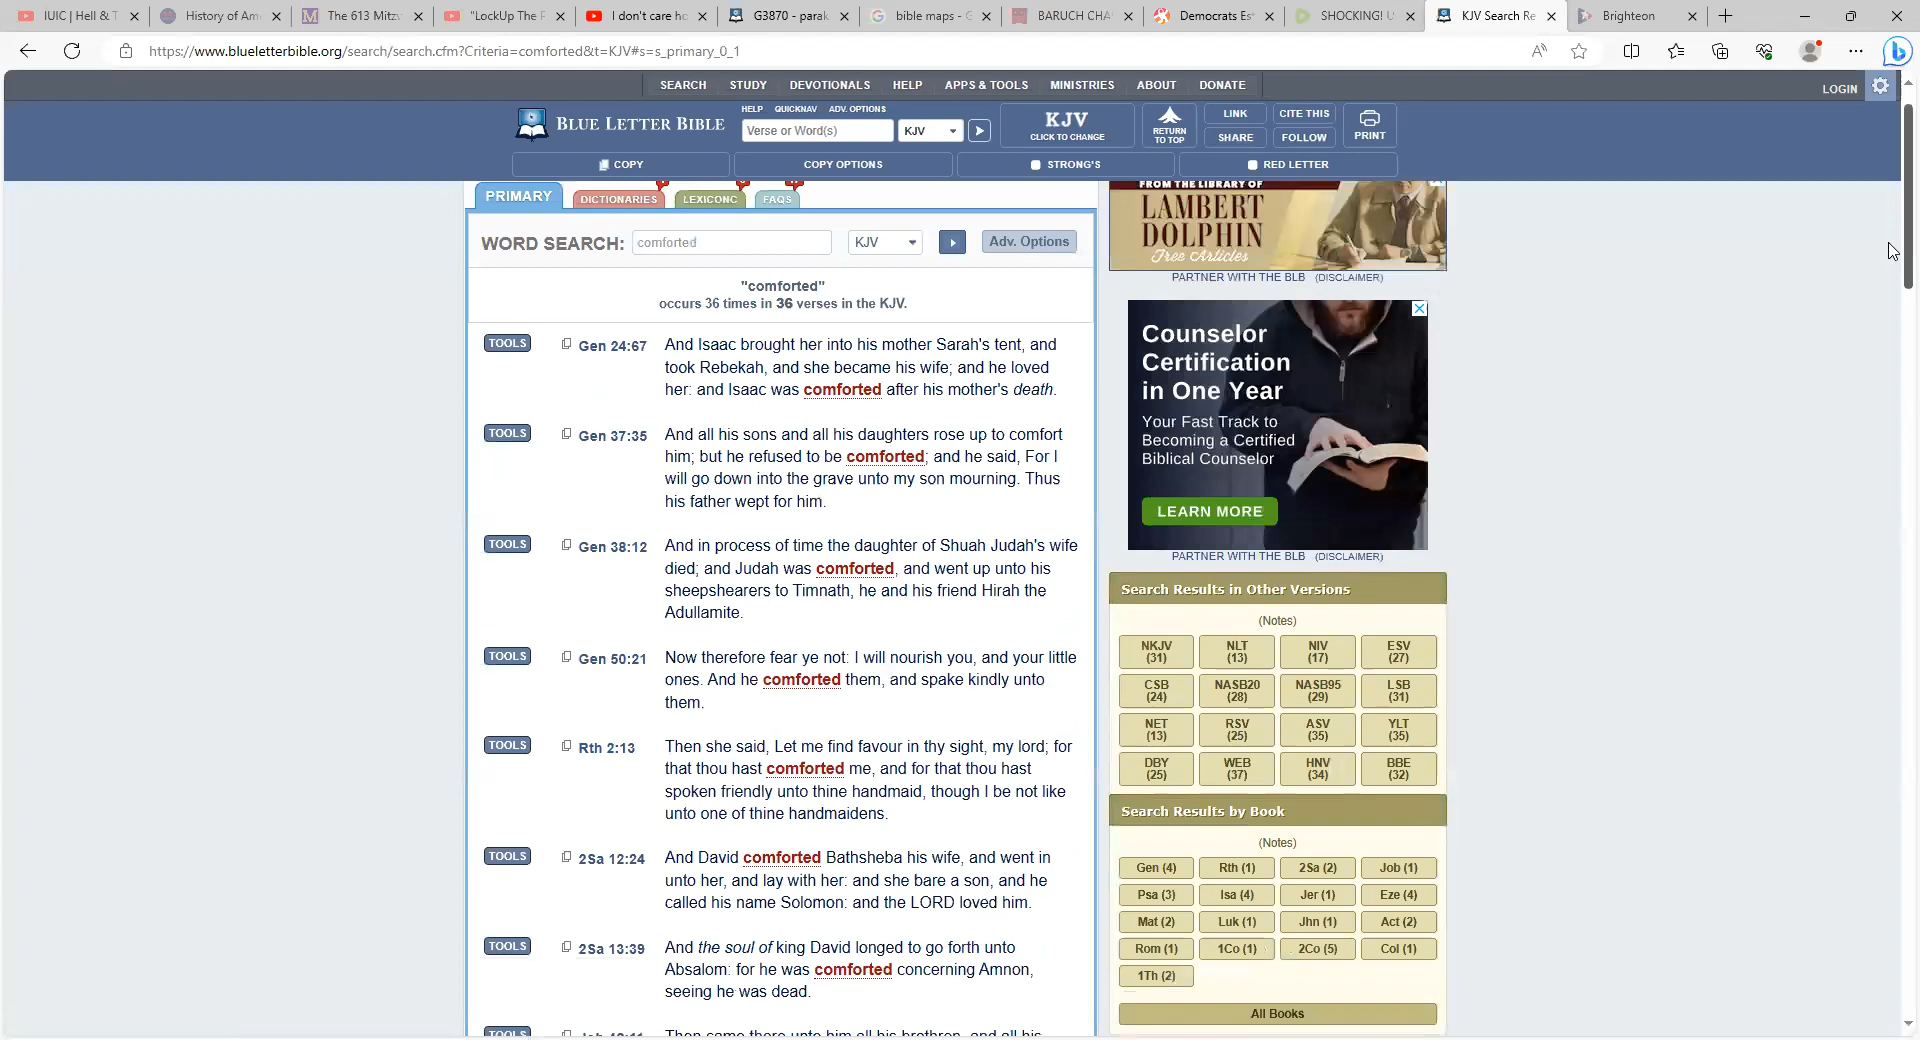 IUIC | Hell & T
History of Am
The 613 Mitzv
"LockUp The F
I don't care ho
G3870 - parak
bible maps - G
BARUCH CHA
Democrats Es
SHOCKING! U
KJV Search Re
Brighteon
https://www.blueletterbible.org/search/search.cfm?Criteria=comforted&t=KJV#s=s_primary_0_1
SEARCH STUDY DEVOTIONALS HELP APPS & TOOLS MINISTRIES ABOUT DONATE
LOGIN
HELP QUICKNAV ADV. OPTIONS
BLUE LETTER BIBLE
Verse or Word(s)
KJV
KJV
CLICK TO CHANGE
RETURN
TO TOP
LINK
CITE THIS
SHARE
FOLLOW
PRINT
COPY
COPY OPTIONS
STRONG'S
RED LETTER
PRIMARY
DICTIONARIES
LEXICONC
FAQS
WORD SEARCH:
comforted
KJV
Adv. Options
"comforted"
occurs 36 times in 36 verses in the KJV.
TOOLS
Gen 24:67
And Isaac brought her into his mother Sarah's tent, and
took Rebekah, and she became his wife; and he loved
her: and Isaac was comforted after his mother's death.
TOOLS
Gen 37:35
And all his sons and all his daughters rose up to comfort
him; but he refused to be comforted; and he said, For I
will go down into the grave unto my son mourning. Thus
his father wept for him.
TOOLS
Gen 38:12
And in process of time the daughter of Shuah Judah's wife
died; and Judah was comforted, and went up unto his
sheepshearers to Timnath, he and his friend Hirah the
Adullamite.
TOOLS
Gen 50:21
Now therefore fear ye not: I will nourish you, and your little
ones. And he comforted them, and spake kindly unto
them.
TOOLS
Rth 2:13
Then she said, Let me find favour in thy sight, my lord; for
that thou hast comforted me, and for that thou hast
spoken friendly unto thine handmaid, though I be not like
unto one of thine handmaidens.
TOOLS
2Sa 12:24
And David comforted Bathsheba his wife, and went in
unto her, and lay with her: and she bare a son, and he
called his name Solomon: and the LORD loved him.
TOOLS
2Sa 13:39
And the soul of king David longed to go forth unto
Absalom: for he was comforted concerning Amnon,
seeing he was dead.
TOOLS
Then came there unto him all his brethren, and all his
FROM THE LIBRARY OF
LAMBERT
DOLPHIN
Free Articles
PARTNER WITH THE BLB (DISCLAIMER)
Counselor
Certification
in One Year
Your Fast Track to
Becoming a Certified
Biblical Counselor
LEARN MORE
PARTNER WITH THE BLB (DISCLAIMER)
Search Results in Other Versions
(Notes)
NKJV NLT NIV ESV
(31) (13) (17) (27)
CSB NASB20 NASB95 LSB
(24) (28) (29) (31)
NET RSV ASV YLT
(13) (25) (35) (35)
DBY WEB HNV BBE
(25) (37) (34) (32)
Search Results by Book
(Notes)
Gen (4) Rth (1) 2Sa (2) Job (1)
Psa (3) Isa (4) Jer (1) Eze (4)
Mat (2) Luk (1) Jhn (1) Act (2)
Rom (1) 1Co (1) 2Co (5) Col (1)
1Th (2)
All Books